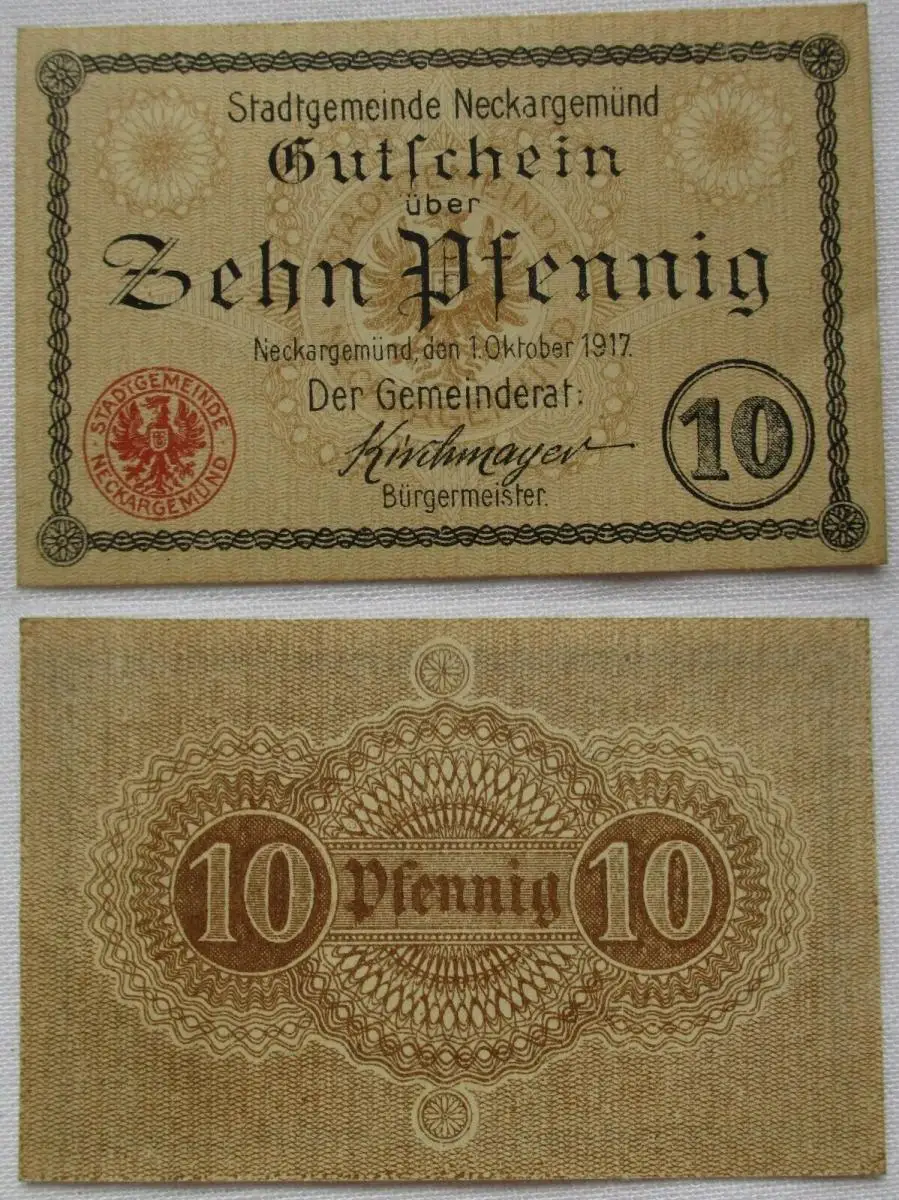 Stadtgemeinde Neckargemünd
Gutschein
über
Zehn Pfennig
Neckargemünd, den 1. Oktober 1917.
Der Gemeinderat:
Kirchmayer
Bürgermeister.
STADTGEMEINDE NECKARGEMÜND
10
10 Pfennig 10